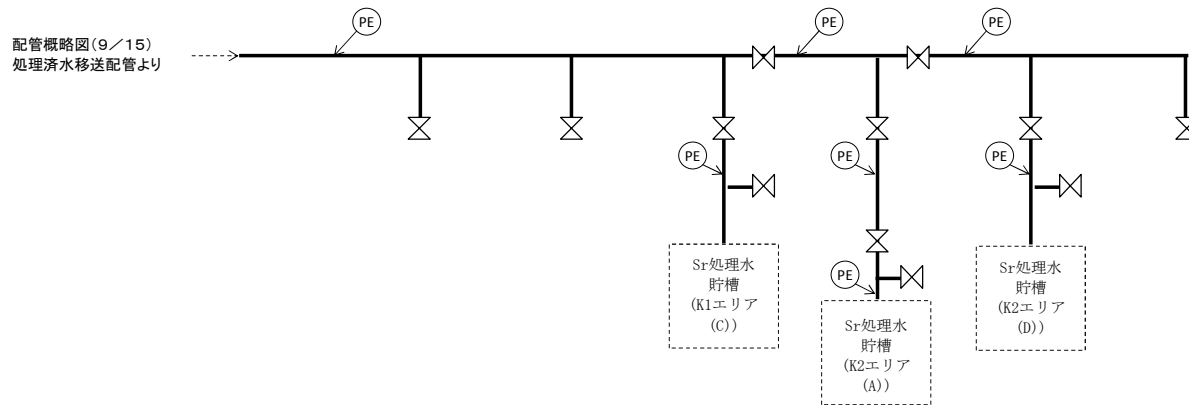 PE
PE
PE
配管概略図(9/15)
処理済水移送配管より
PE
PE
PE
Sr処理水
貯槽
(K1エリア
(C))
PE
Sr処理水
貯槽
(K2エリア
(A))
Sr処理水
貯槽
(K2エリア
(D))